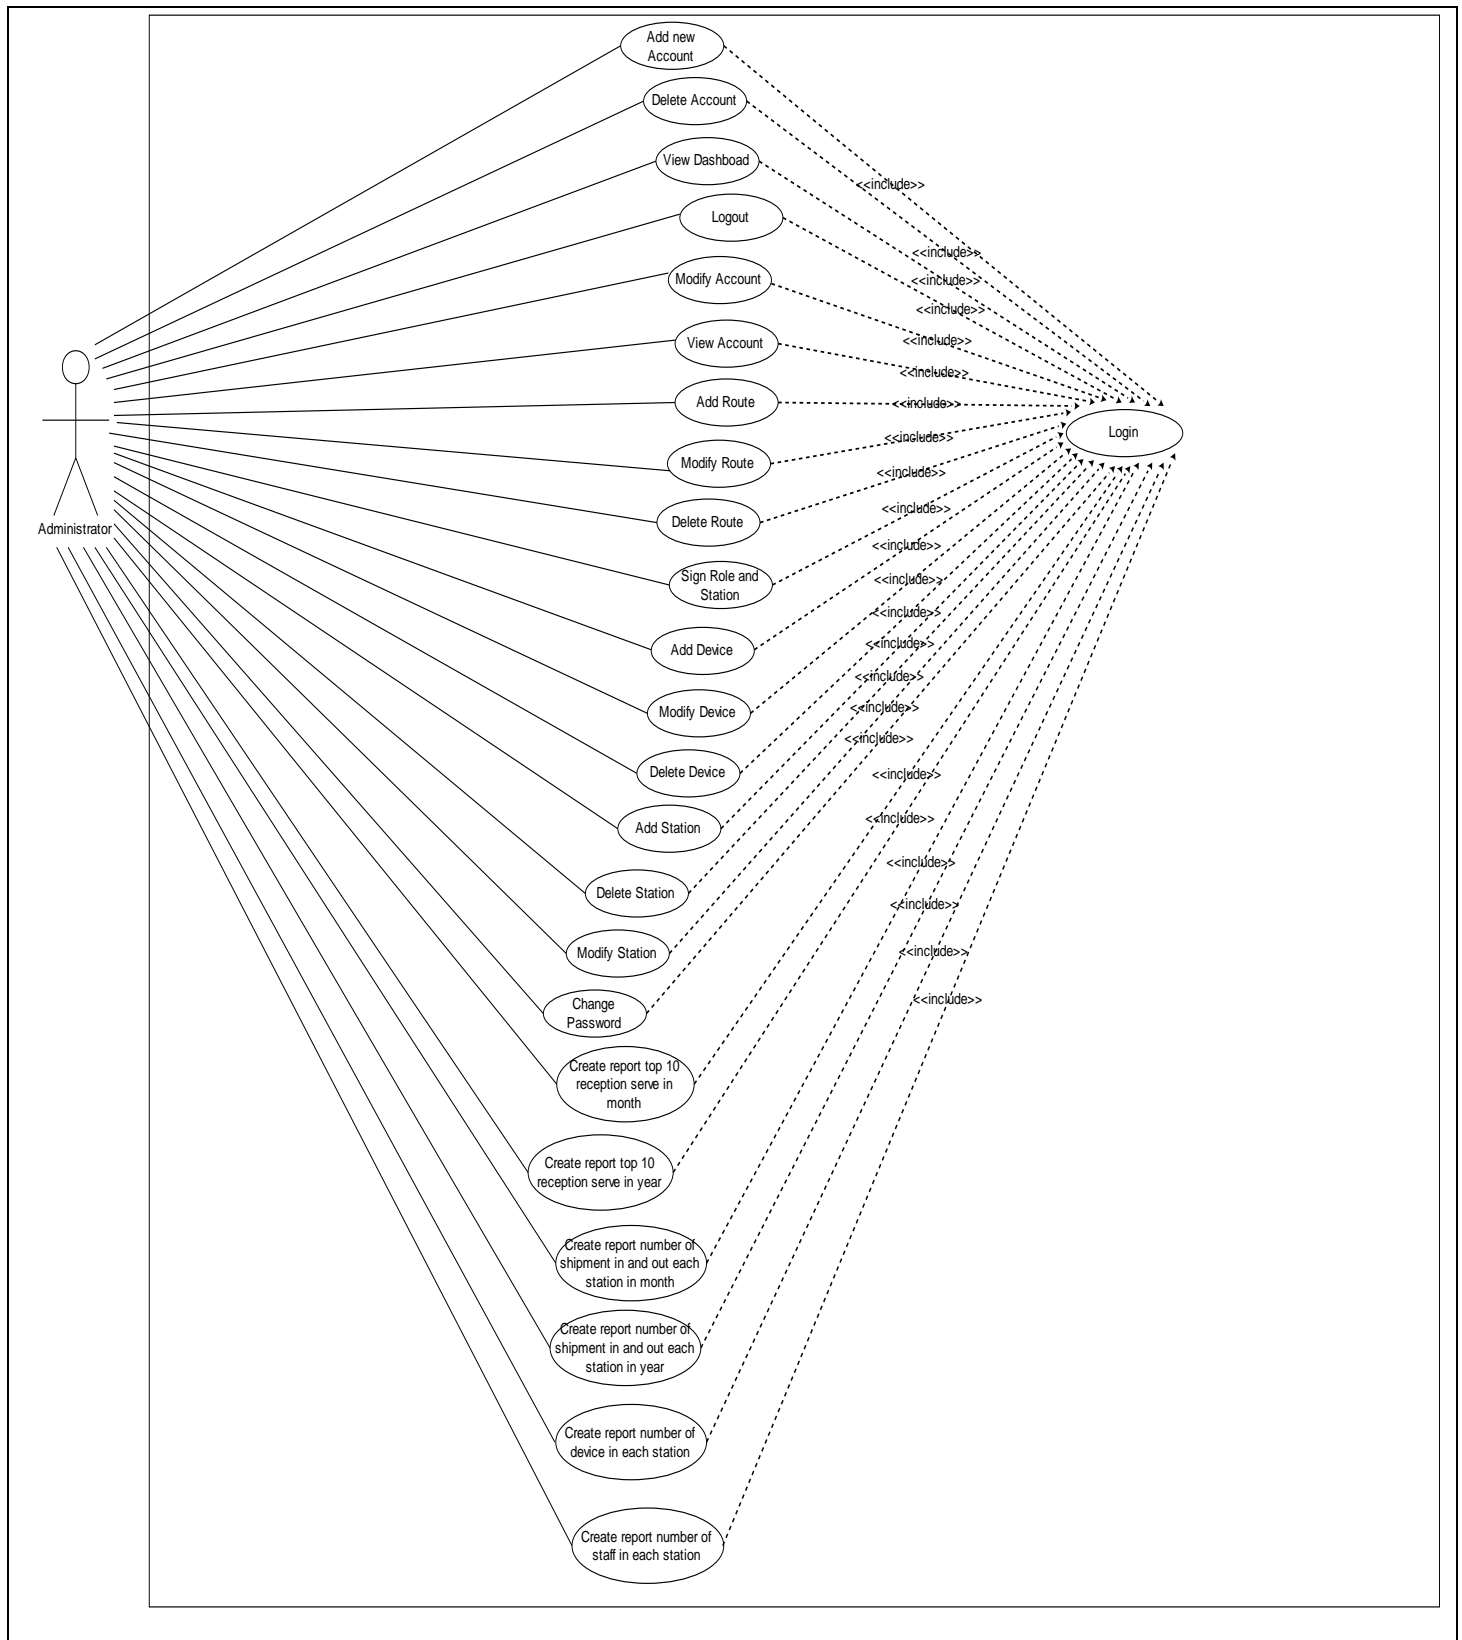 Add new
Account
Delete Account
View Dashboad
<<include>>
Logout
<<include>>
Modify Account
<<include>>
<<include>>
View Account
<<include>>
<<include>>
Add Route
<<include>>
Login
<<include>>
Modify Route
<<include>>
Delete Route
<<include>>
Administrator
<<include>>
Sign Role and
Station
<<include>>
<<include>>
Add Device
<<include>>
<<include>>
Modify Device
<<include>>
<<include>>
Delete Device
<<include>>
<<include>>
Add Station
<<include>>
Delete Station
<<include>>
Modify Station
<<include>>
Change
Password
<<include>>
Create report top 10
reception serve in
month
Create report top 10
reception serve in year
Create report number of
shipment in and out each
station in month
Create report number of
shipment in and out each
station in year
Create report number of
device in each station
Create report number of
staff in each station